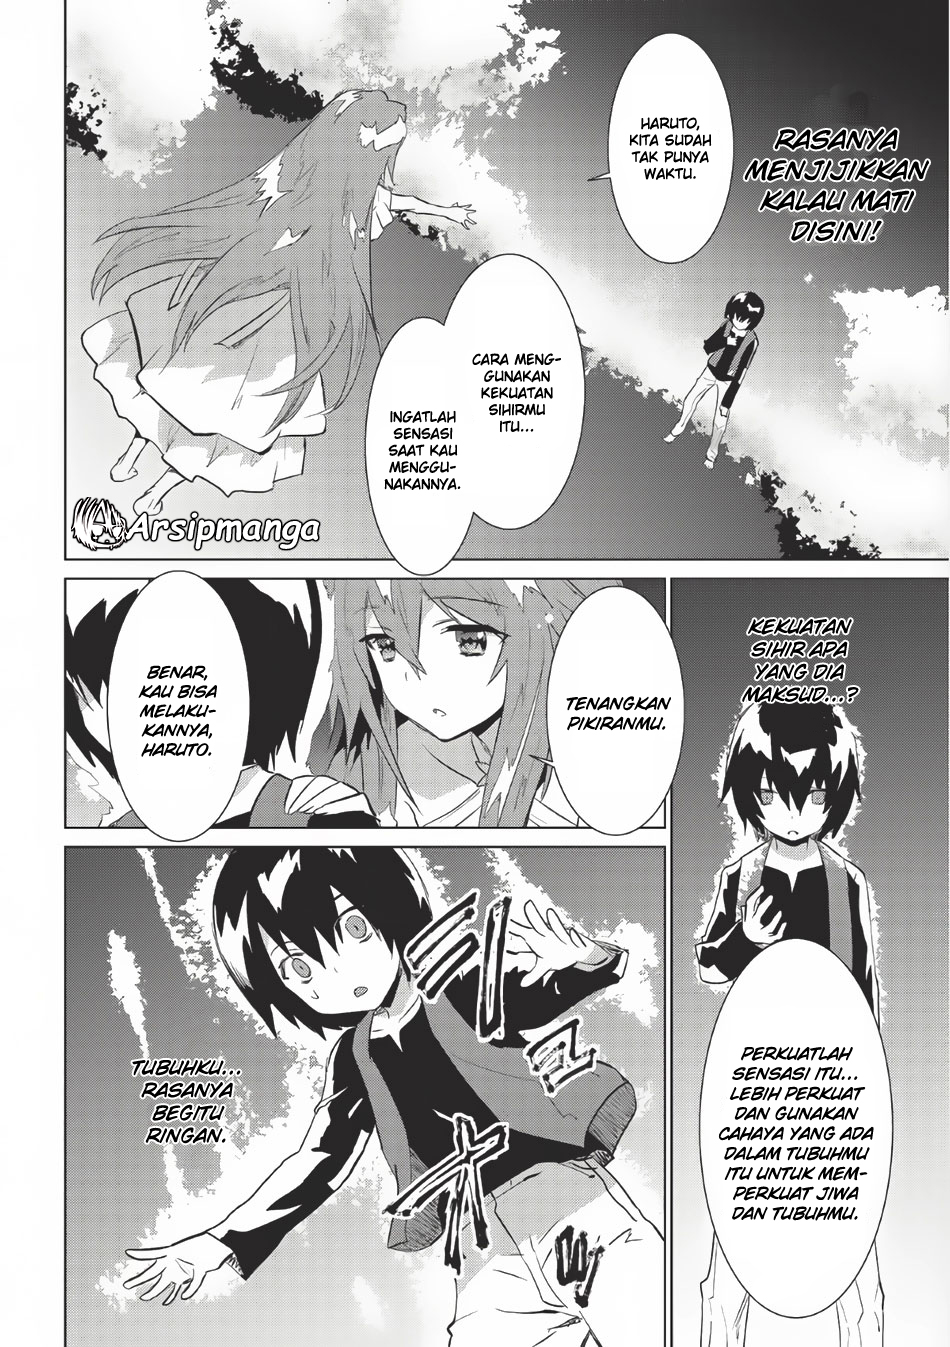 RASANYA
MENJIJIKKAN
KALAU MATI
DISINI!
HARUTO,
KITA SUDAH
TAK PUNYA
WAKTU.
CARA MENG-
GUNAKAN
KEKUATAN
SIHIRMU
ITU...
INGATLAH
SENSASI
SAAT KAU
MENGGU-
NAKANNYA.
Arsipmanga
KEKUATAN
SIHIR APA
YANG DIA
MAKSUD...?
TENANGKAN
PIKIRANMU.
BENAR,
KAU BISA
MELAKU-
KANNYA,
HARUTO.
PERKUATLAH
SENSASI ITU...
LEBIH PERKUAT
DAN GUNAKAN
CAHAYA YANG ADA
DALAM TUBUHMU
ITU UNTUK MEM-
PERKUAT JIWA
DAN TUBUHMU.
TUBUHKU...
RASANYA
BEGITU
RINGAN.